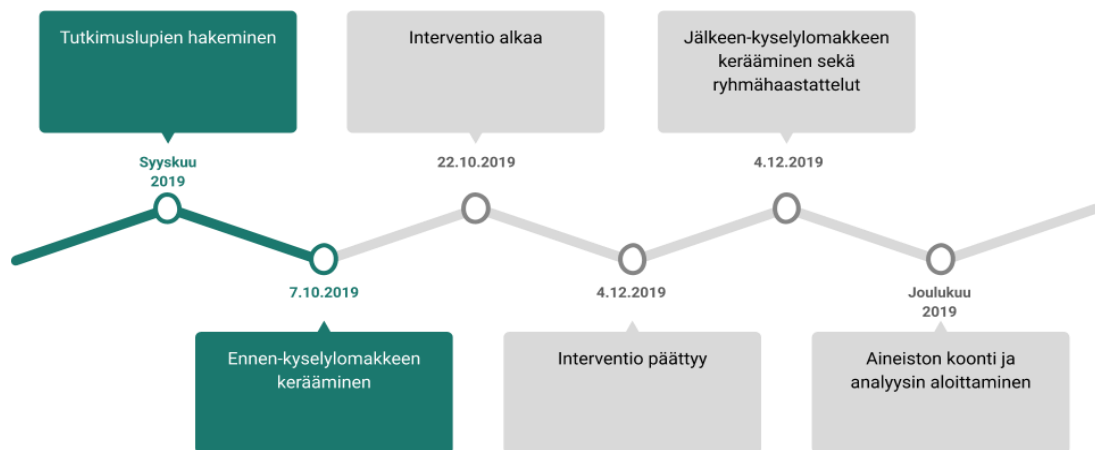 Tutkimuslupien hakeminen
Syyskuu
2019
7.10.2019
Ennen-kyselylomakkeen
kerääminen
Interventio alkaa
22.10.2019
4.12.2019
Interventio päättyy
Jälkeen-kyselylomakkeen
kerääminen sekä
ryhmähaastattelut
4.12.2019
Joulukuu
2019
Aineiston koonti ja
analyysin aloittaminen